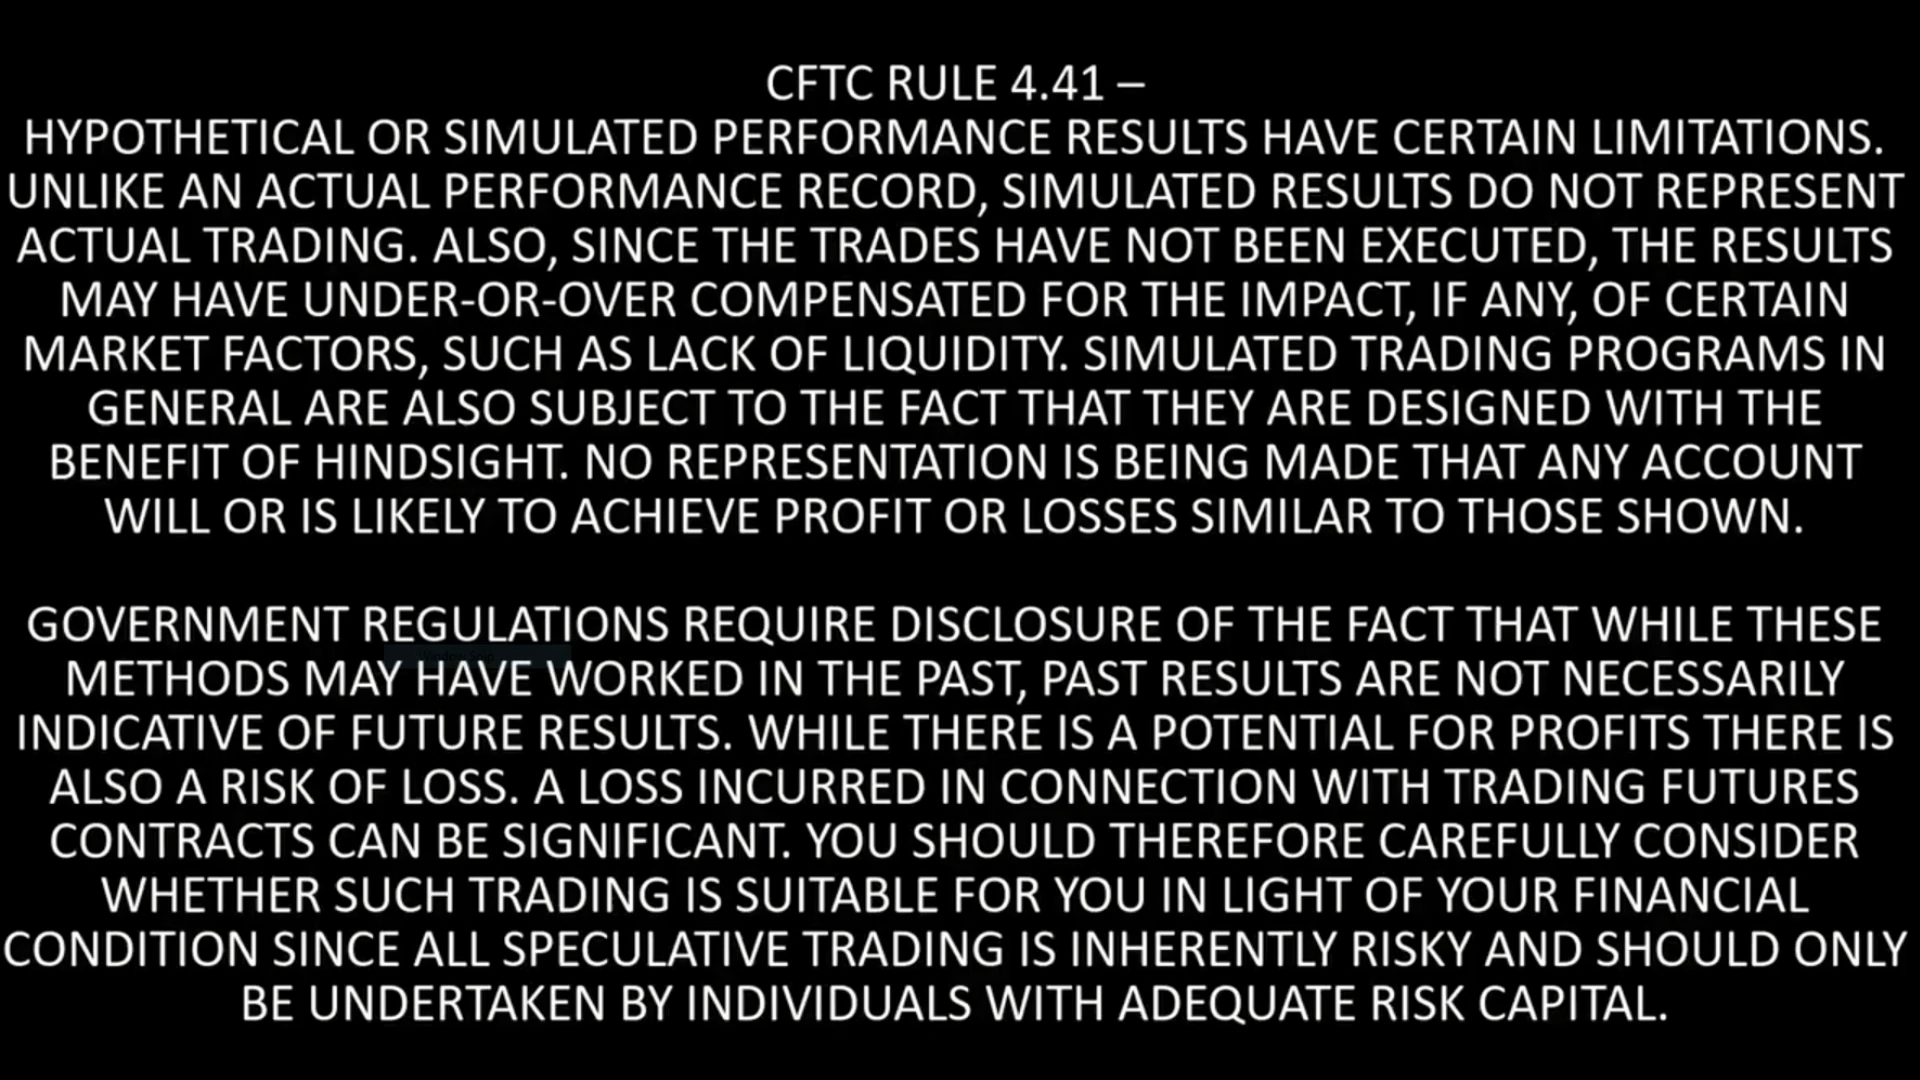 CFTC RULE 4.41 –
HYPOTHETICAL OR SIMULATED PERFORMANCE RESULTS HAVE CERTAIN LIMITATIONS.
UNLIKE AN ACTUAL PERFORMANCE RECORD, SIMULATED RESULTS DO NOT REPRESENT
ACTUAL TRADING. ALSO, SINCE THE TRADES HAVE NOT BEEN EXECUTED, THE RESULTS
MAY HAVE UNDER-OR-OVER COMPENSATED FOR THE IMPACT, IF ANY, OF CERTAIN
MARKET FACTORS, SUCH AS LACK OF LIQUIDITY. SIMULATED TRADING PROGRAMS IN
GENERAL ARE ALSO SUBJECT TO THE FACT THAT THEY ARE DESIGNED WITH THE
BENEFIT OF HINDSIGHT. NO REPRESENTATION IS BEING MADE THAT ANY ACCOUNT
WILL OR IS LIKELY TO ACHIEVE PROFIT OR LOSSES SIMILAR TO THOSE SHOWN.
GOVERNMENT REGULATIONS REQUIRE DISCLOSURE OF THE FACT THAT WHILE THESE
METHODS MAY HAVE WORKED IN THE PAST, PAST RESULTS ARE NOT NECESSARILY
INDICATIVE OF FUTURE RESULTS. WHILE THERE IS A POTENTIAL FOR PROFITS THERE IS
ALSO A RISK OF LOSS. A LOSS INCURRED IN CONNECTION WITH TRADING FUTURES
CONTRACTS CAN BE SIGNIFICANT. YOU SHOULD THEREFORE CAREFULLY CONSIDER
WHETHER SUCH TRADING IS SUITABLE FOR YOU IN LIGHT OF YOUR FINANCIAL
CONDITION SINCE ALL SPECULATIVE TRADING IS INHERENTLY RISKY AND SHOULD ONLY
BE UNDERTAKEN BY INDIVIDUALS WITH ADEQUATE RISK CAPITAL.